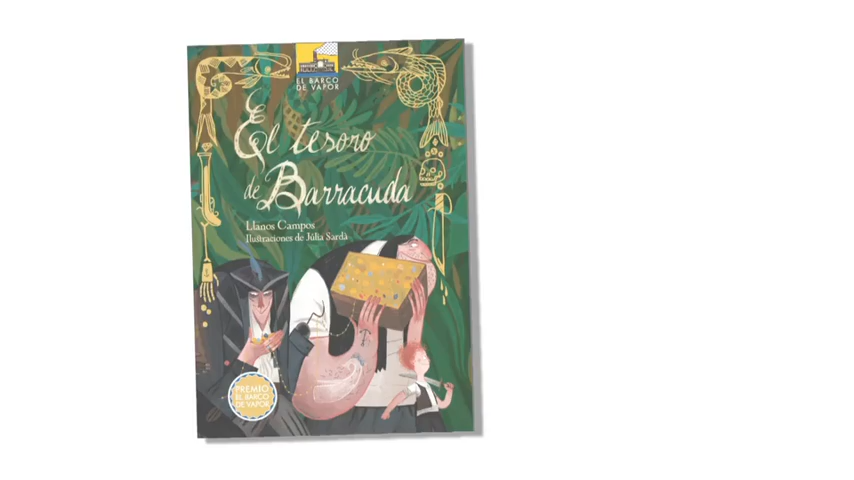 EL BARCO
DE VAPOR
El tesoro
de Barracuda
Llanos Campos
Ilustraciones de Júlia Sardà
PREMIO
EL BARCO
DE VAPOR